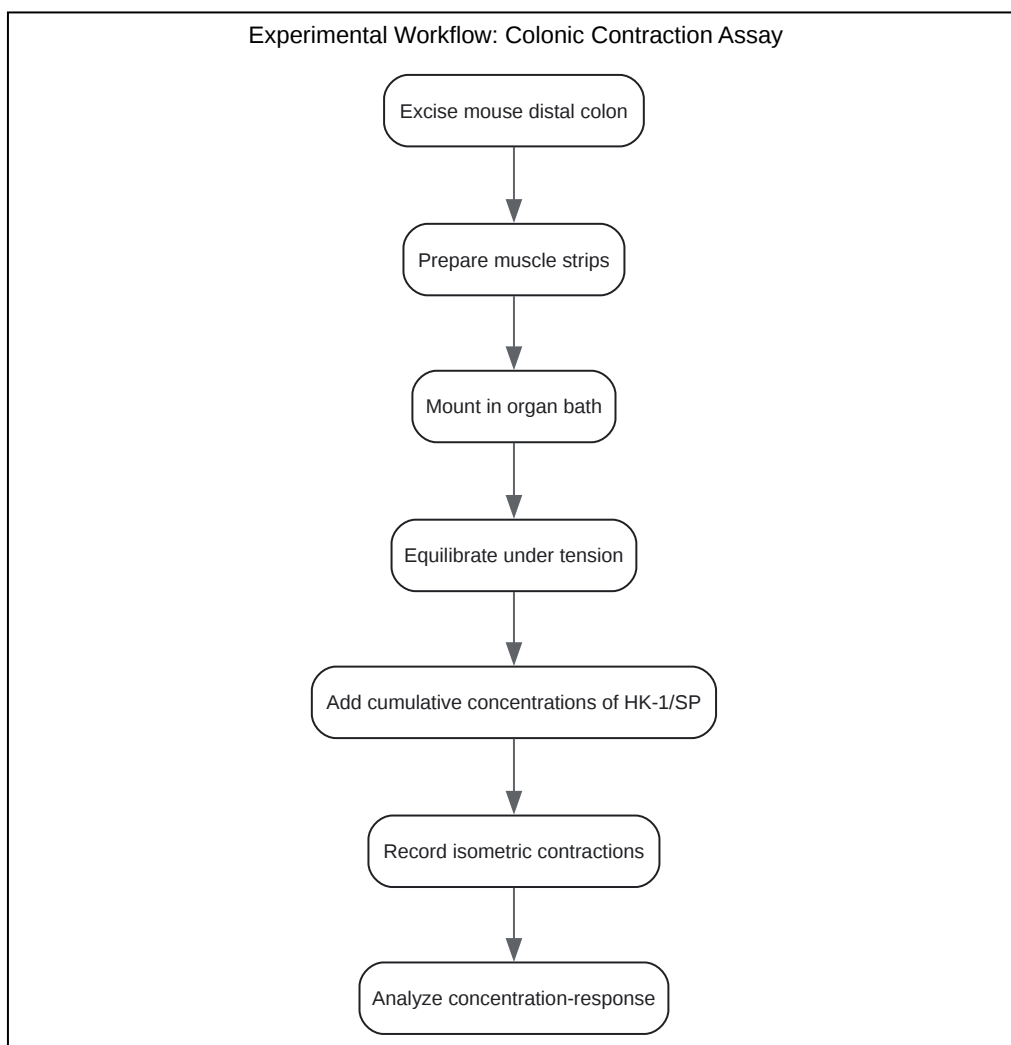 Experimental Workflow: Colonic Contraction Assay
Excise mouse distal colon
Prepare muscle strips
Mount in organ bath
Equilibrate under tension
Add cumulative concentrations of HK-1/SP
Record isometric contractions
Analyze concentration-response